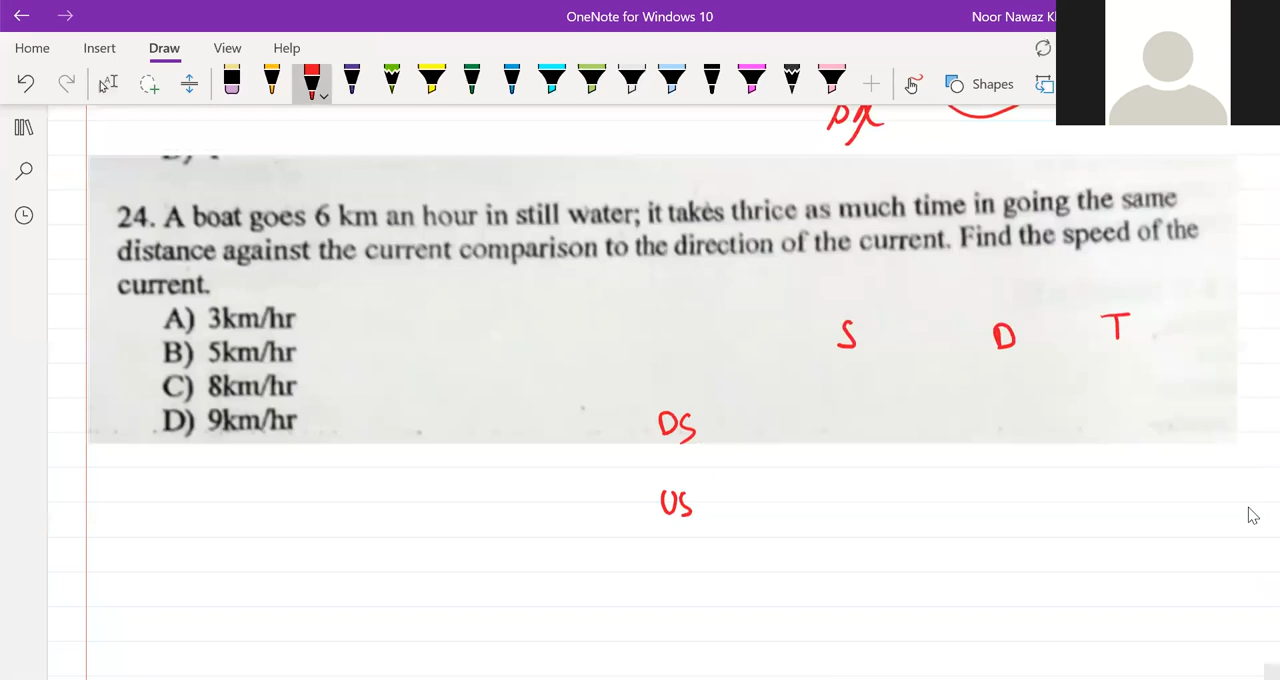 OneNote for Windows 10
Noor Nawaz
Home Insert Draw View Help
Shapes
24. A boat goes 6 km an hour in still water; it takes thrice as much time in going the same
distance against the current comparison to the direction of the current. Find the speed of the
current.
A) 3km/hr
B) 5km/hr
C) 8km/hr
D) 9km/hr
S D T
DS
US